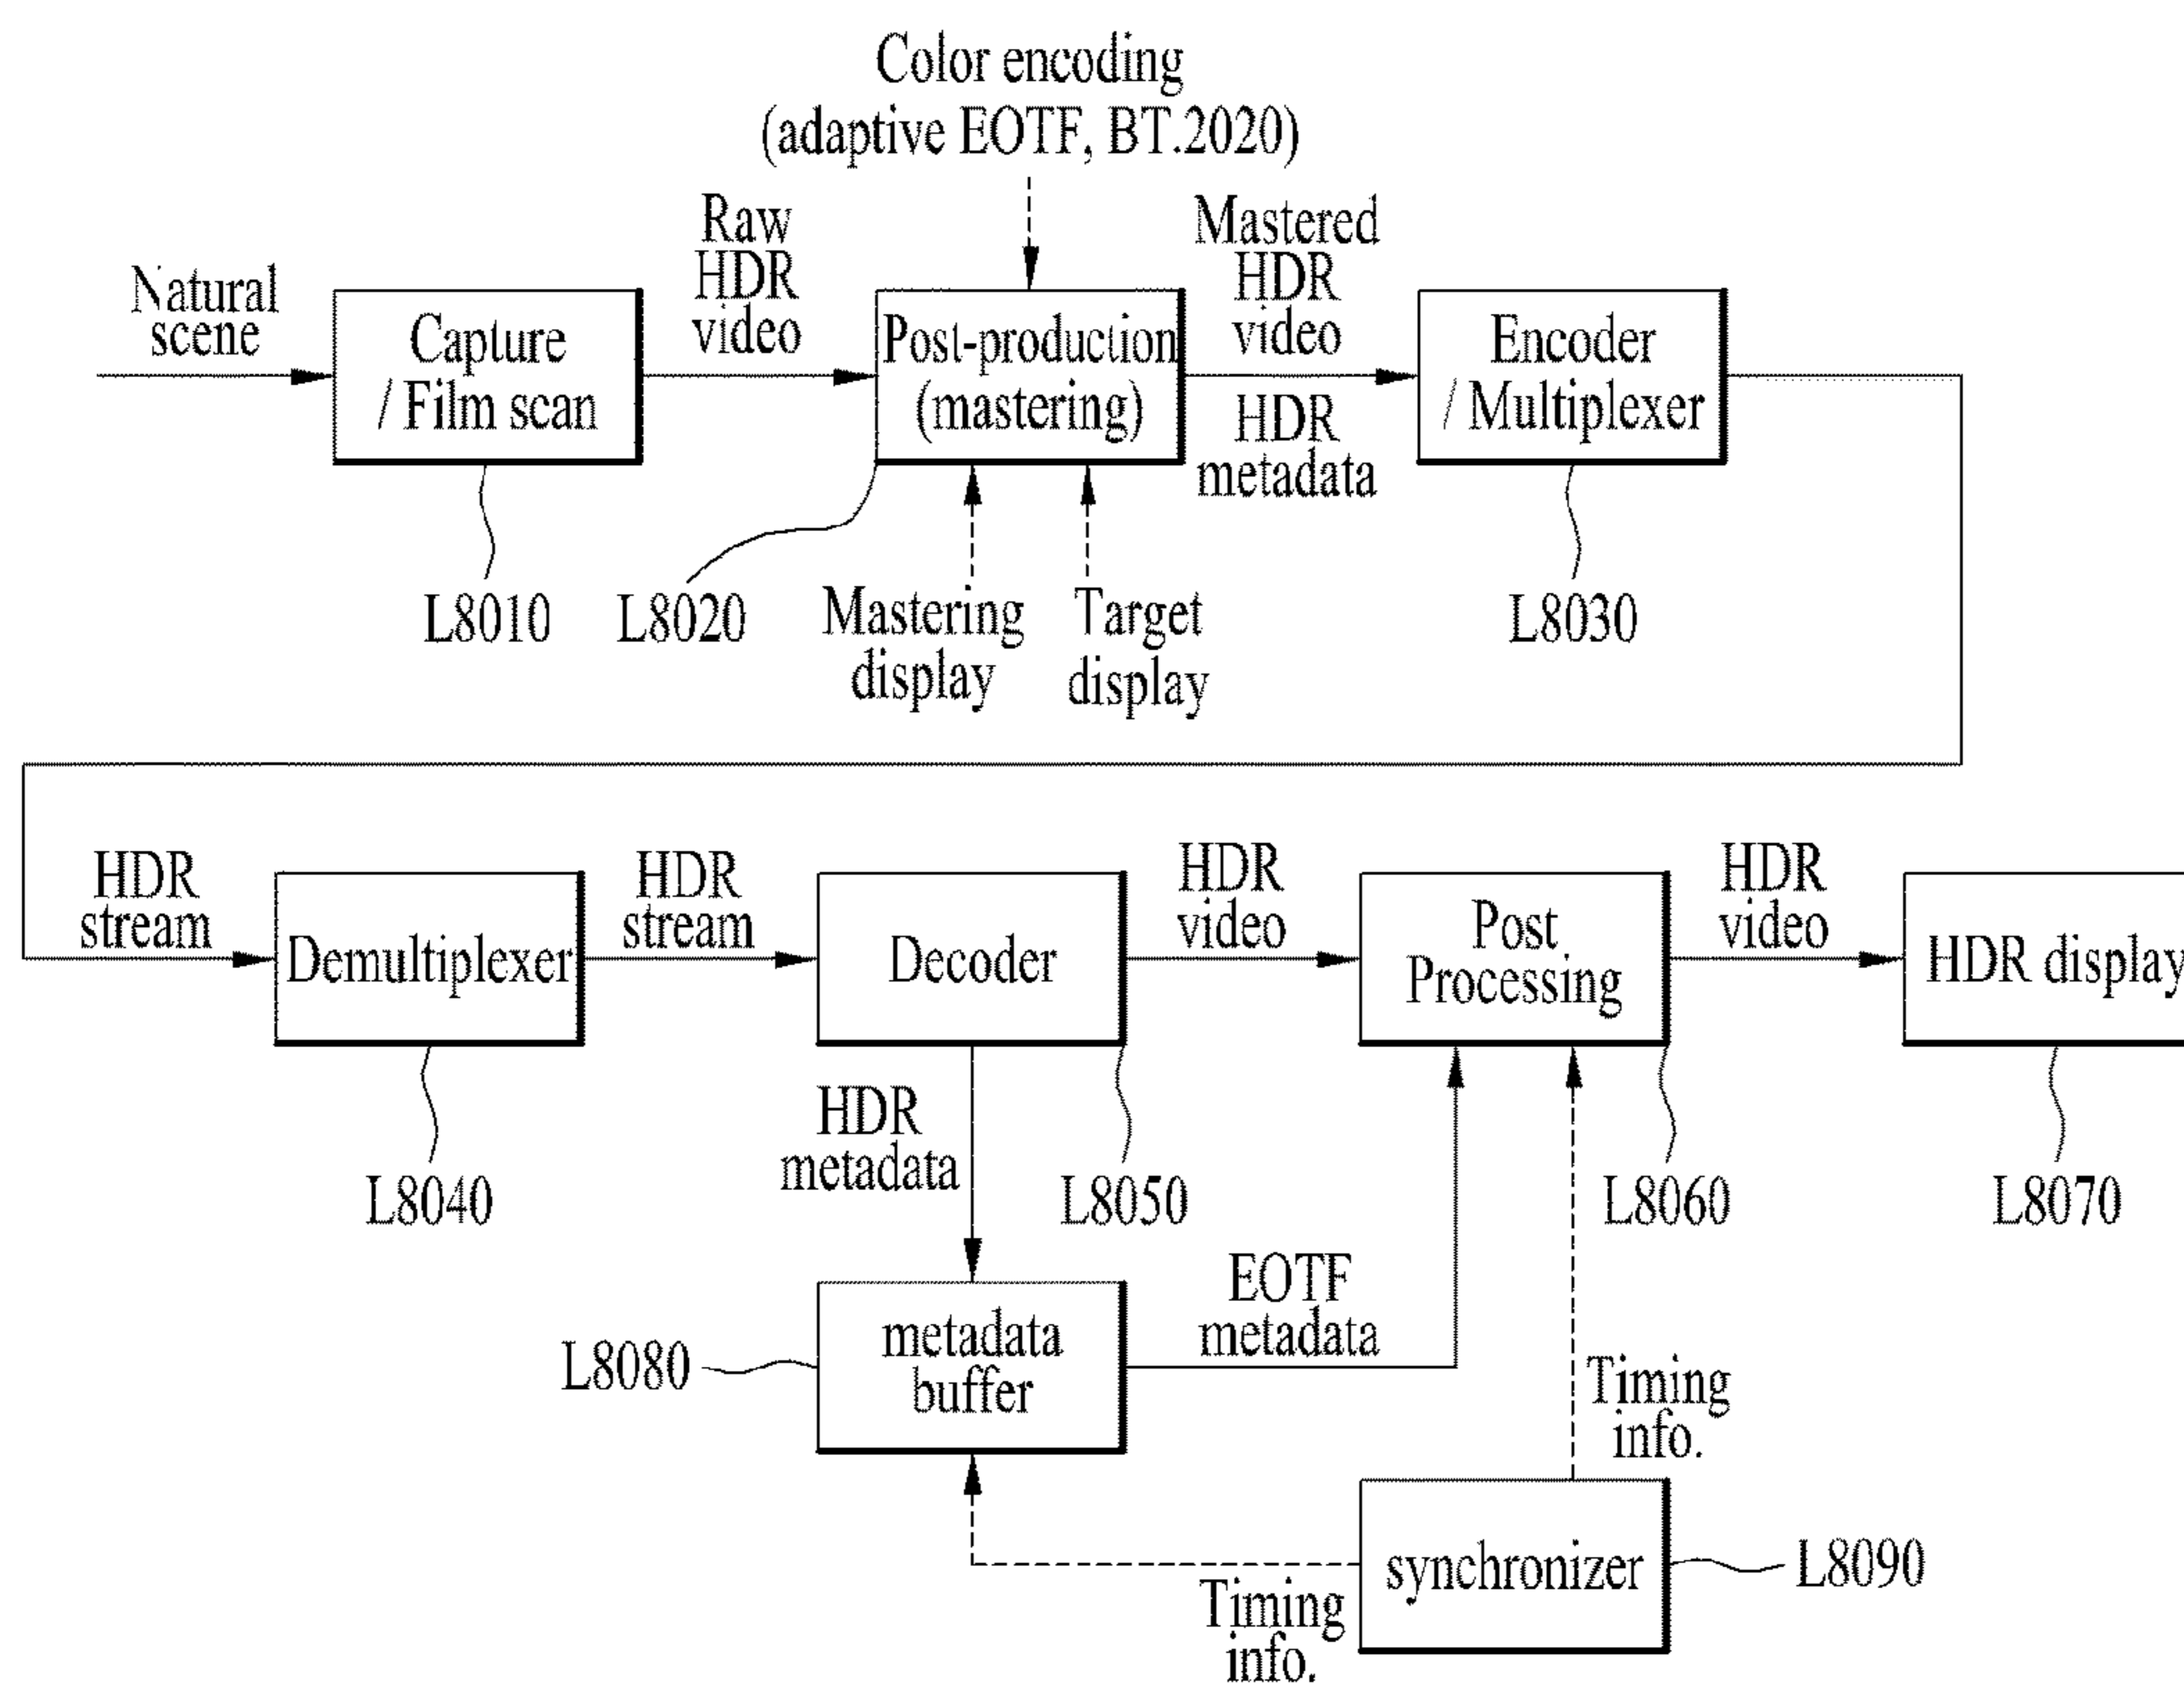 Color encoding
(adaptive EOTF, BT.2020)
Natural
scene
Capture
/ Film scan
L8010
Raw
HDR
video
Post-production
(mastering)
L8020
Mastering
display
Target
display
Mastered
HDR
video
HDR
metadata
Encoder
/ Multiplexer
L8030
HDR
stream
Demultiplexer
L8040
HDR
stream
Decoder
L8050
HDR
video
Post
Processing
L8060
HDR
video
HDR display
L8070
HDR
metadata
metadata
buffer
L8080
EOTF
metadata
Timing
info.
synchronizer
L8090
Timing
info.